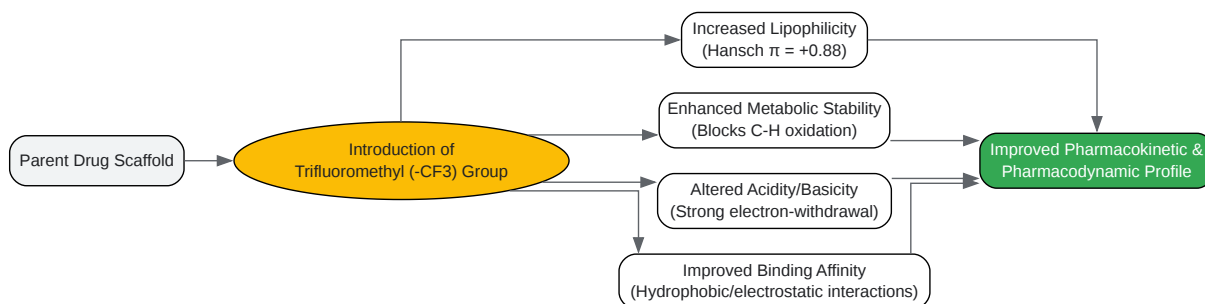 Parent Drug Scaffold
Introduction of
Trifluoromethyl (-CF3) Group
Increased Lipophilicity
(Hansch π = +0.88)
Enhanced Metabolic Stability
(Blocks C-H oxidation)
Altered Acidity/Basicity
(Strong electron-withdrawal)
Improved Binding Affinity
(Hydrophobic/electrostatic interactions)
Improved Pharmacokinetic &
Pharmacodynamic Profile